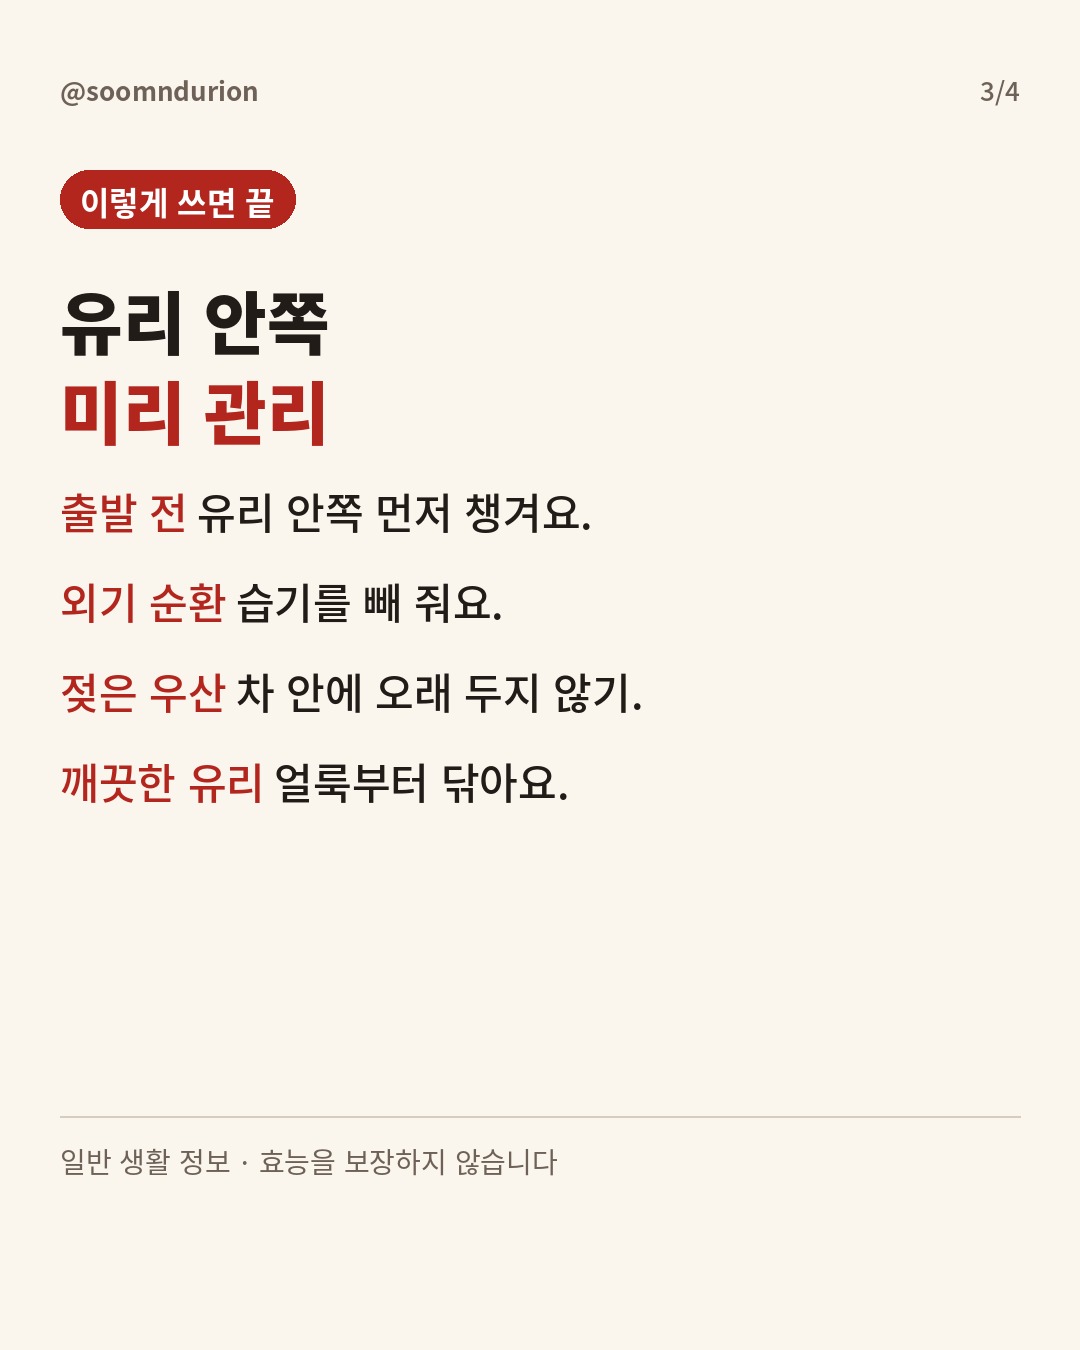 @soomndurion
3/4
이렇게 쓰면 끝
유리 안쪽
미리 관리
출발 전 유리 안쪽 먼저 챙겨요.
외기 순환 습기를 빼 줘요.
젖은 우산 차 안에 오래 두지 않기.
깨끗한 유리 얼룩부터 닦아요.
일반 생활 정보 · 효능을 보장하지 않습니다